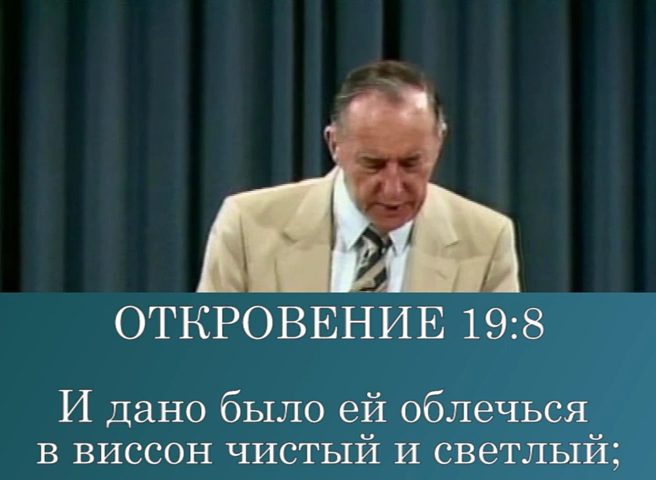 ОТКРОВЕНИЕ 19:8
И дано было ей облечься
в виссон чистый и светлый;